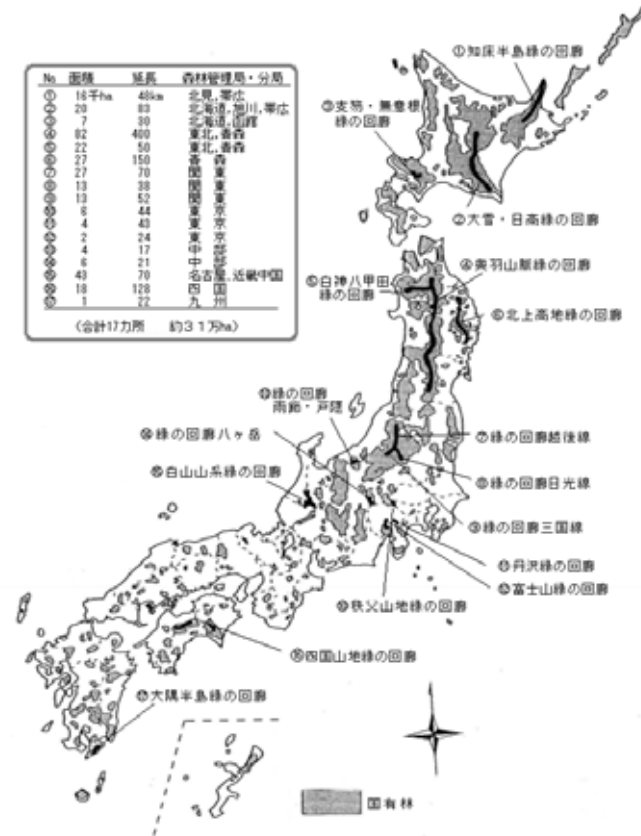 No 面積 延長 森林管理局・分局
① 16千ha 48km 北見,帯広
② 20 83 北海道,旭川,帯広
③ 7 30 北海道,函館
④ 82 400 東北,青森
⑤ 22 50 東北,青森
⑥ 27 150 青森
⑦ 27 70 関東
⑧ 13 38 関東
⑨ 13 52 関東
⑩ 6 44 東京
⑪ 4 43 東京
⑫ 2 24 東京
⑬ 4 17 中部
⑭ 6 21 中部
⑮ 43 70 名古屋,近畿中国
⑯ 18 128 四国
⑰ 1 22 九州
(合計17カ所 約31万ha)
①知床半島緑の回廊
③支笏・無意根
緑の回廊
②大雪・日高緑の回廊
④奥羽山脈緑の回廊
⑤白神八甲田
緑の回廊
⑥北上高地緑の回廊
⑬緑の回廊
雨飾・戸隠
⑭緑の回廊八ヶ岳
⑦緑の回廊越後線
⑮白山山系緑の回廊
⑧緑の回廊日光線
⑨緑の回廊三国線
⑪丹沢緑の回廊
⑫富士山緑の回廊
⑩秩父山地緑の回廊
⑯四国山地緑の回廊
⑰大隅半島緑の回廊
国有林